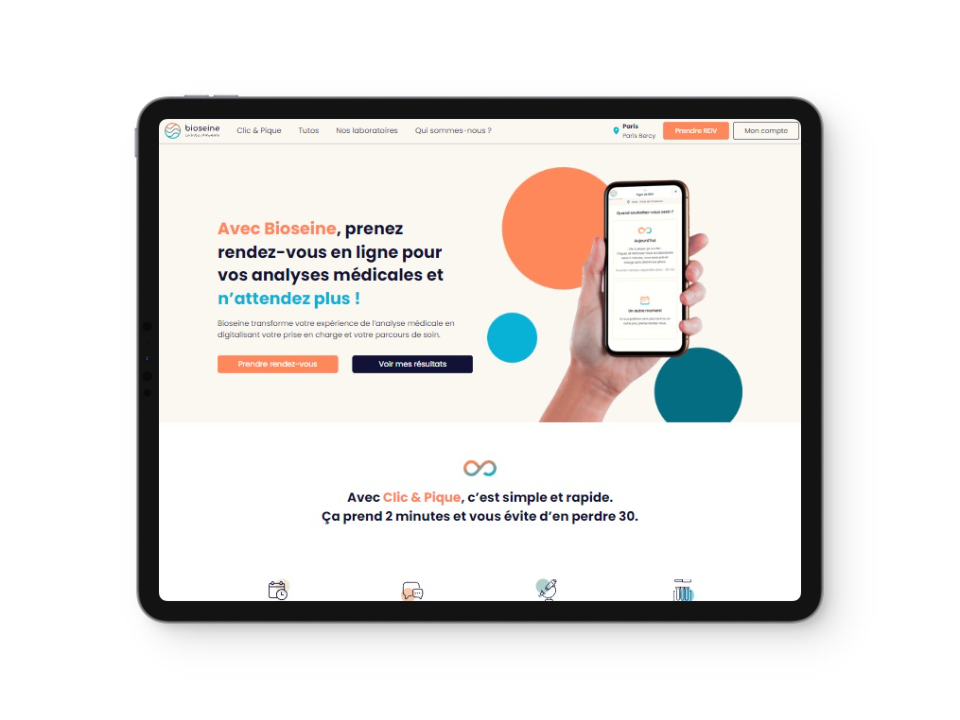 bioseine
Clic & Pique
Tutos
Nos laboratoires
Qui sommes-nous ?
Paris
Paris Bercy
Prendre RDV
Mon compte
Avec Bioseine, prenez
rendez-vous en ligne pour
vos analyses médicales et
n'attendez plus !
Bioseine transforme votre expérience de l'analyse médicale en
digitalisant votre prise en charge et votre parcours de soin.
Prendre rendez-vous
Voir mes résultats
Quand souhaitez-vous venir ?
Aujourd'hui
Un autre moment
Avec Clic & Pique, c'est simple et rapide.
Ça prend 2 minutes et vous évite d'en perdre 30.